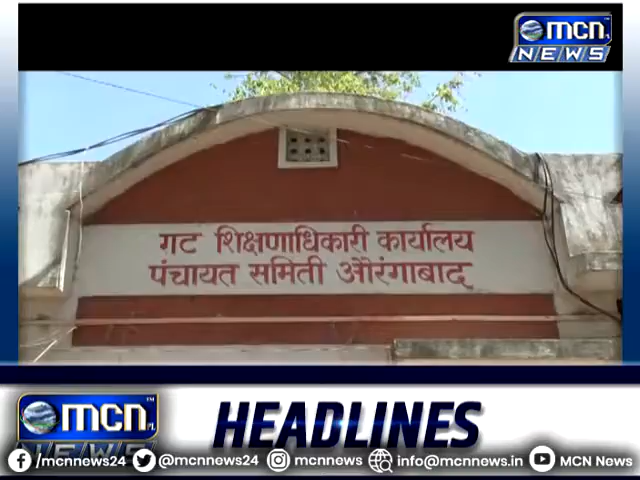 mcn
NEWS
गट शिक्षणाधिकारी कार्यालय
पंचायत समिती औरंगाबाद
mcn
NEWS
HEADLINES
/mcnnews24 @mcnnews24 mcnnews info@mcnnews.in MCN News